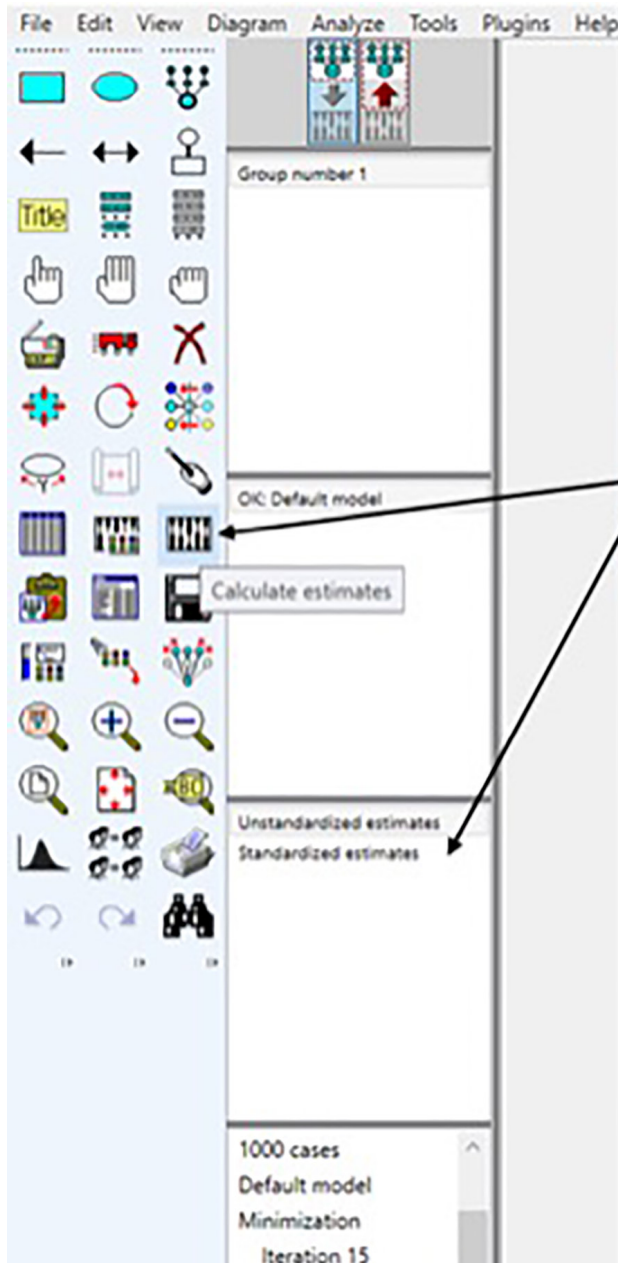 File Edit View Diagram Analyze Tools Plugins Help
Title
Group number 1
OK: Default model
Calculate estimates
Unstandardized estimates
Standardized estimates
1000 cases
Default model
Minimization
Iteration 15